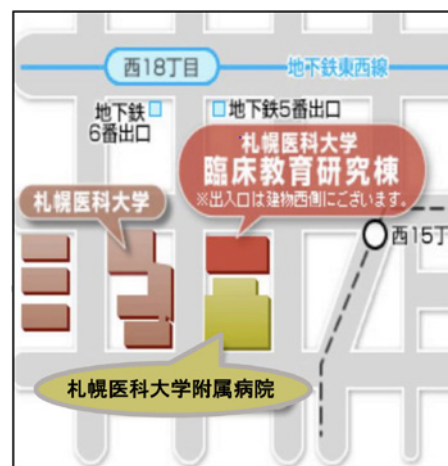 西18丁目
地下鉄東西線
地下鉄
6番出口
地下鉄5番出口
札幌医科大学
臨床教育研究棟
※出入口は建物西側にございます。
札幌医科大学
西15丁
札幌医科大学附属病院